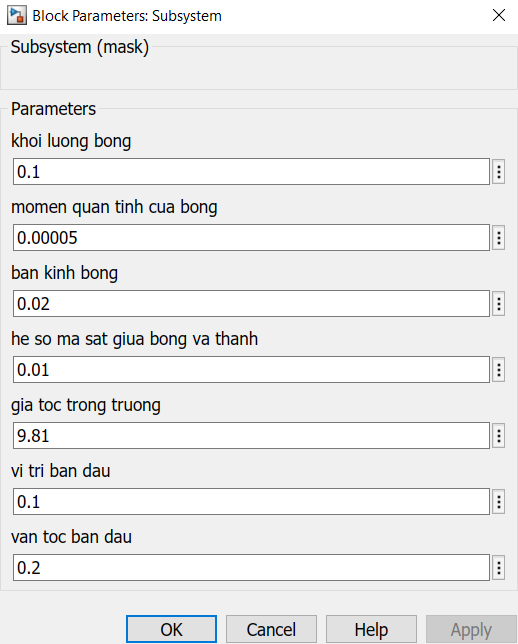 Block Parameters: Subsystem
Subsystem (mask)
Parameters
khoi luong bong
0.1
momen quan tinh cua bong
0.00005
ban kinh bong
0.02
he so ma sat giua bong va thanh
0.01
gia toc trong truong
9.81
vi tri ban dau
0.1
van toc ban dau
0.2
OK Cancel Help Apply